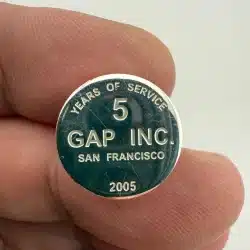 YEARS OF SERVICE
5
GAP INC.
SAN FRANCISCO
2005